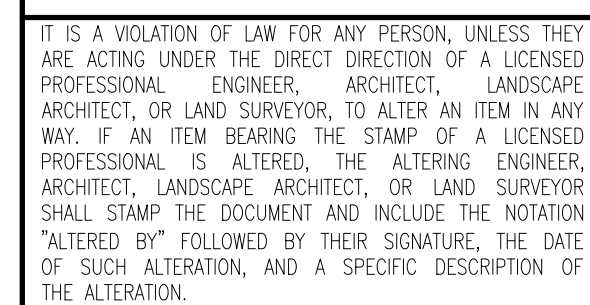 IT IS A VIOLATION OF LAW FOR ANY PERSON, UNLESS THEY
ARE ACTING UNDER THE DIRECT DIRECTION OF A LICENSED
PROFESSIONAL ENGINEER, ARCHITECT, LANDSCAPE
ARCHITECT, OR LAND SURVEYOR, TO ALTER AN ITEM IN ANY
WAY. IF AN ITEM BEARING THE STAMP OF A LICENSED
PROFESSIONAL IS ALTERED, THE ALTERING ENGINEER,
ARCHITECT, LANDSCAPE ARCHITECT, OR LAND SURVEYOR
SHALL STAMP THE DOCUMENT AND INCLUDE THE NOTATION
"ALTERED BY" FOLLOWED BY THEIR SIGNATURE, THE DATE
OF SUCH ALTERATION, AND A SPECIFIC DESCRIPTION OF
THE ALTERATION.